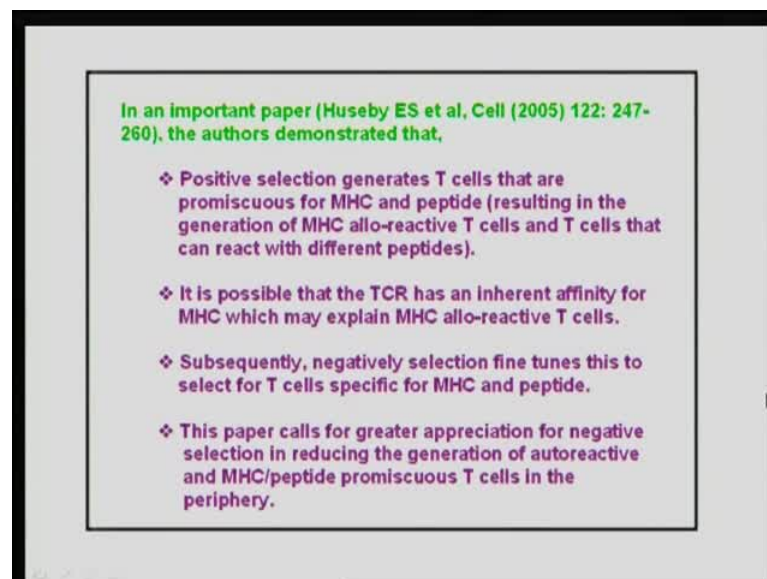 In an important paper (Huseby ES et al, Cell (2005) 122: 247-
260), the authors demonstrated that,
❖ Positive selection generates T cells that are
promiscuous for MHC and peptide (resulting in the
generation of MHC allo-reactive T cells and T cells that
can react with different peptides).
❖ It is possible that the TCR has an inherent affinity for
MHC which may explain MHC allo-reactive T cells.
❖ Subsequently, negatively selection fine tunes this to
select for T cells specific for MHC and peptide.
❖ This paper calls for greater appreciation for negative
selection in reducing the generation of autoreactive
and MHC/peptide promiscuous T cells in the
periphery.